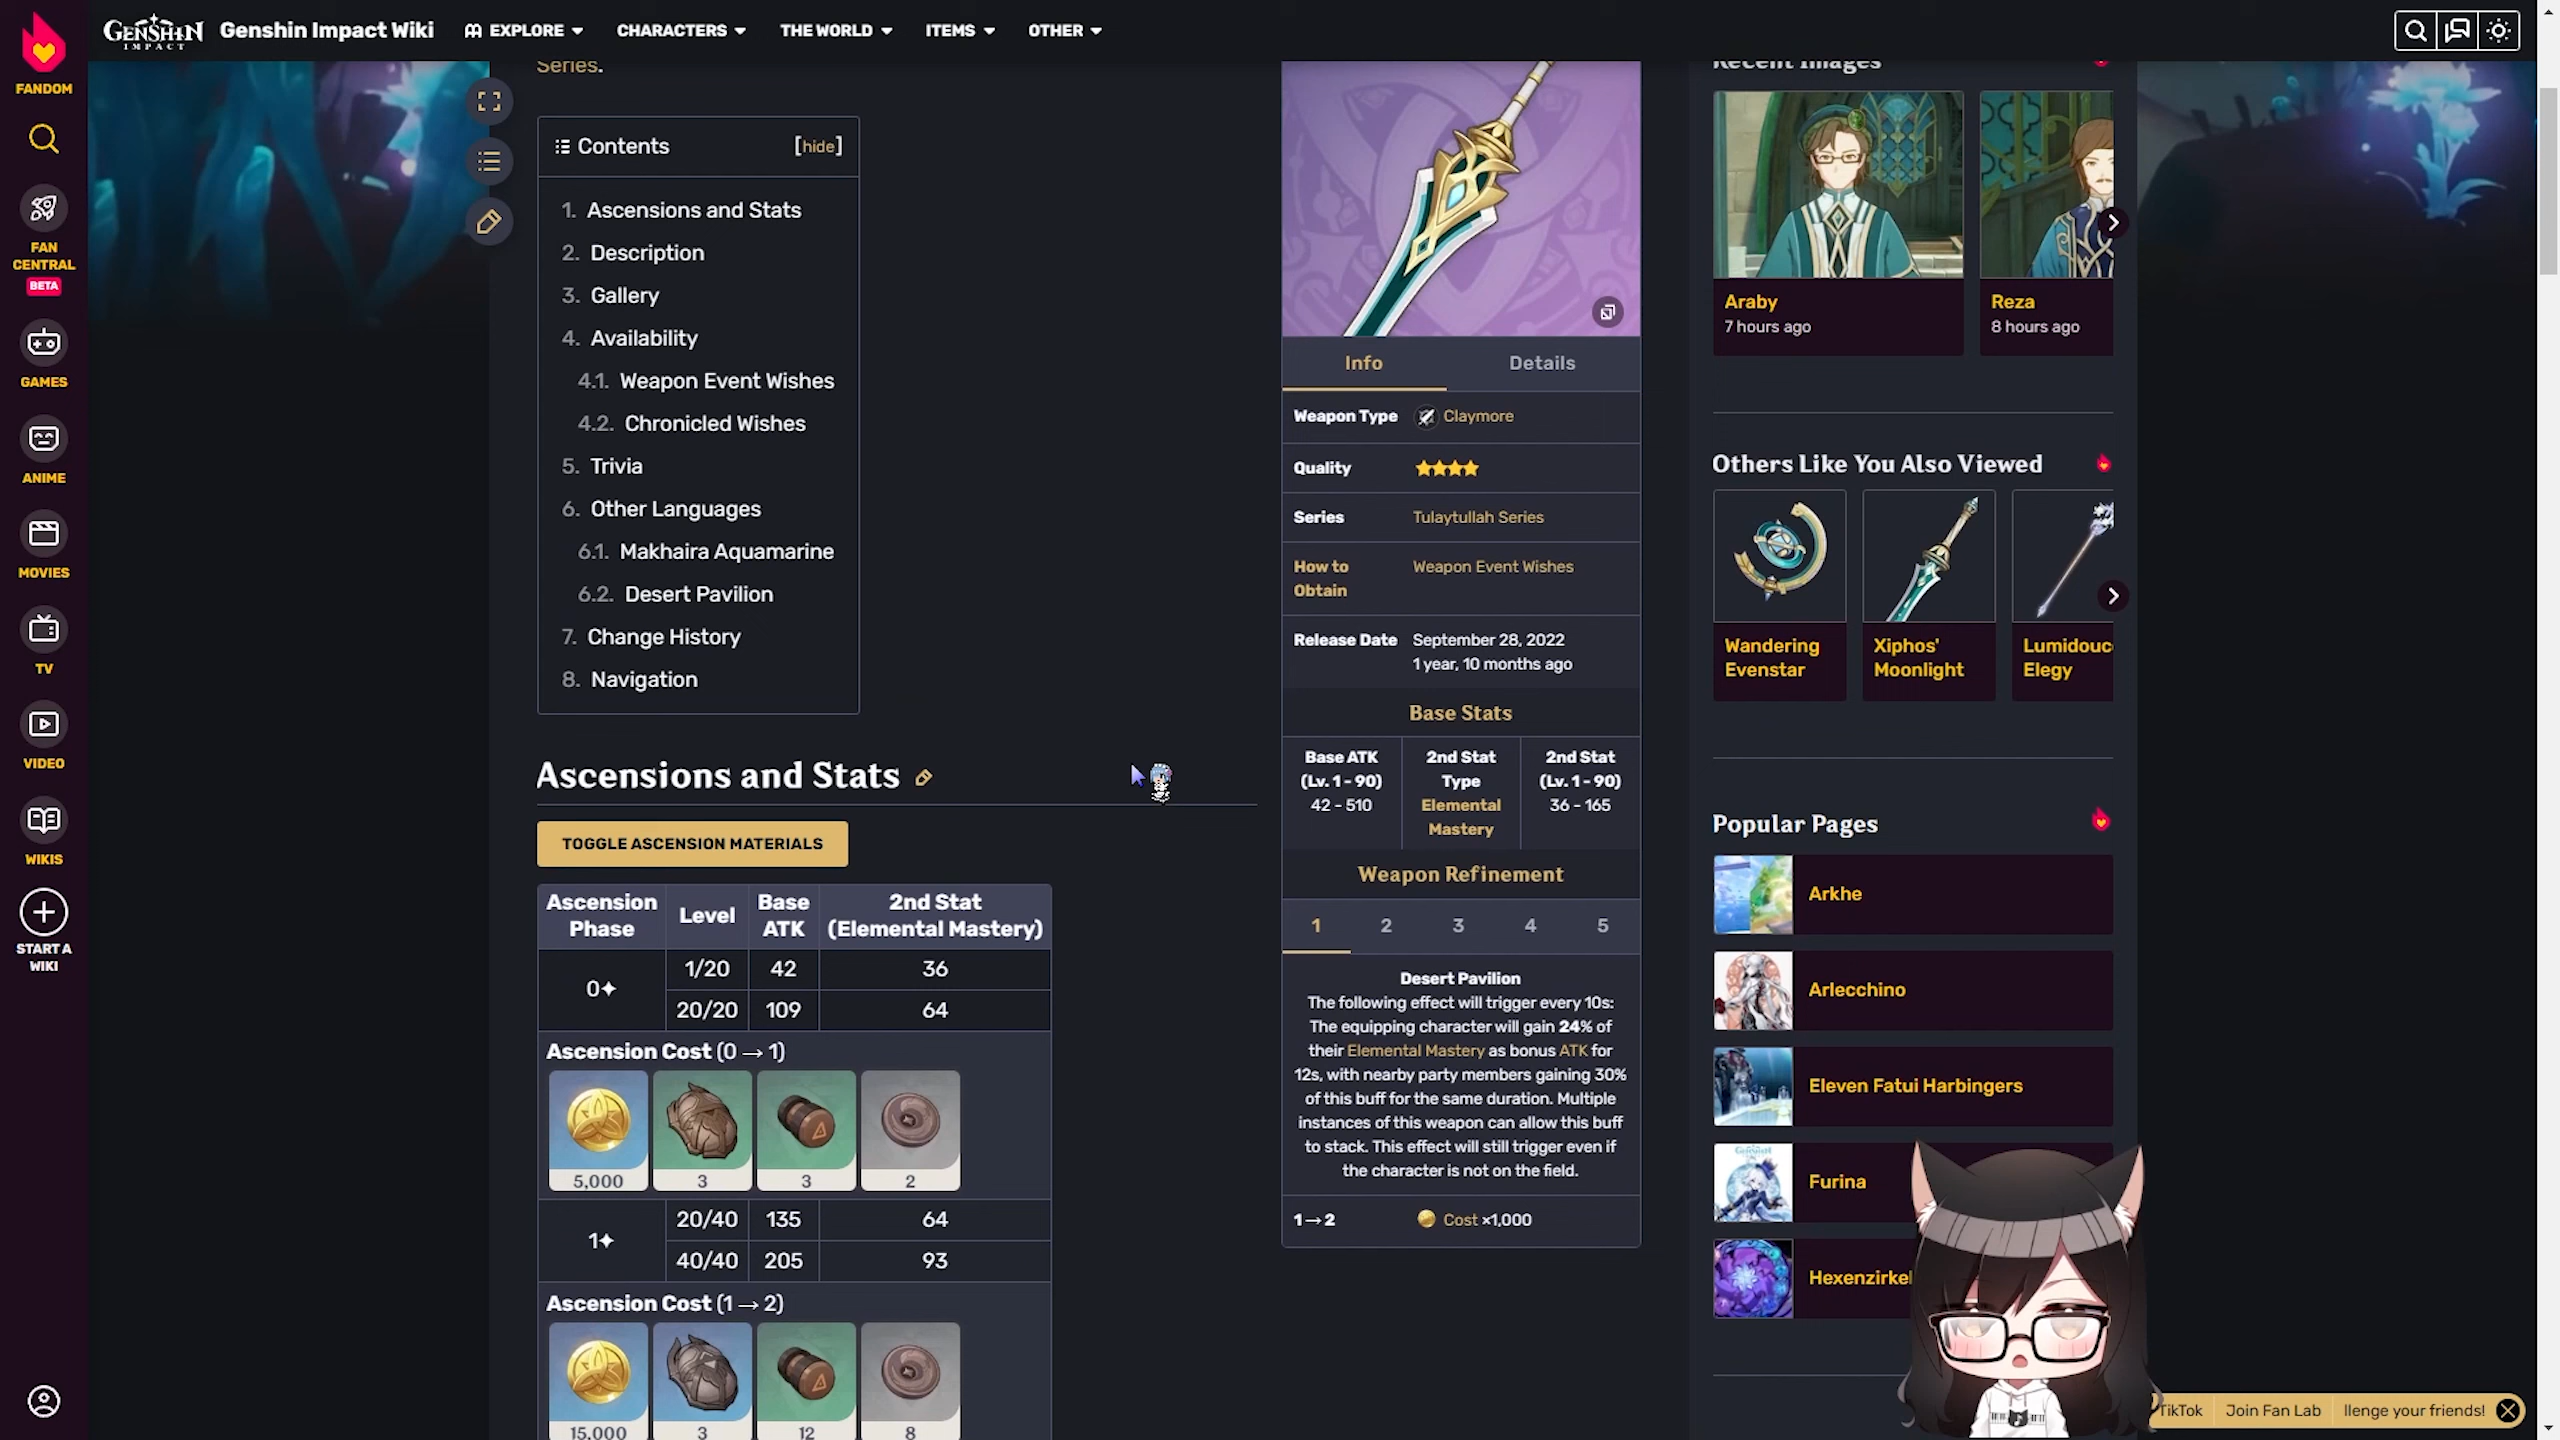 GENSHIN
IMPACT
Genshin Impact Wiki
EXPLORE
CHARACTERS
THE WORLD
ITEMS
OTHER
FANDOM
FAN
CENTRAL
BETA
GAMES
ANIME
MOVIES
TV
VIDEO
WIKIS
START A
WIKI
Series.
Contents
[hide]
1. Ascensions and Stats
2. Description
3. Gallery
4. Availability
4.1. Weapon Event Wishes
4.2. Chronicled Wishes
5. Trivia
6. Other Languages
6.1. Makhaira Aquamarine
6.2. Desert Pavilion
7. Change History
8. Navigation
Ascensions and Stats
TOGGLE ASCENSION MATERIALS
Ascension
Phase
Level
Base
ATK
2nd Stat
(Elemental Mastery)
0✦
1/20 42 36
20/20 109 64
Ascension Cost (0 → 1)
5,000 3 3 2
1✦
20/40 135 64
40/40 205 93
Ascension Cost (1 → 2)
15,000 3 12 8
Info
Details
Weapon Type Claymore
Quality
Series Tulaytullah Series
How to
Obtain
Weapon Event Wishes
Release Date September 28, 2022
1 year, 10 months ago
Base Stats
Base ATK
(Lv. 1 - 90)
42 - 510
2nd Stat
Type
Elemental
Mastery
2nd Stat
(Lv. 1 - 90)
36 - 165
Weapon Refinement
1 2 3 4 5
Desert Pavilion
The following effect will trigger every 10s:
The equipping character will gain 24% of
their Elemental Mastery as bonus ATK for
12s, with nearby party members gaining 30%
of this buff for the same duration. Multiple
instances of this weapon can allow this buff
to stack. This effect will still trigger even if
the character is not on the field.
1→2 Cost ×1,000
Recent Images
Araby
7 hours ago
Reza
8 hours ago
Others Like You Also Viewed
Wandering
Evenstar
Xiphos'
Moonlight
Lumidouc
Elegy
Popular Pages
Arkhe
Arlecchino
Eleven Fatui Harbingers
Furina
Hexenzirkel
TikTok
Join Fan Lab
llenge your friends!